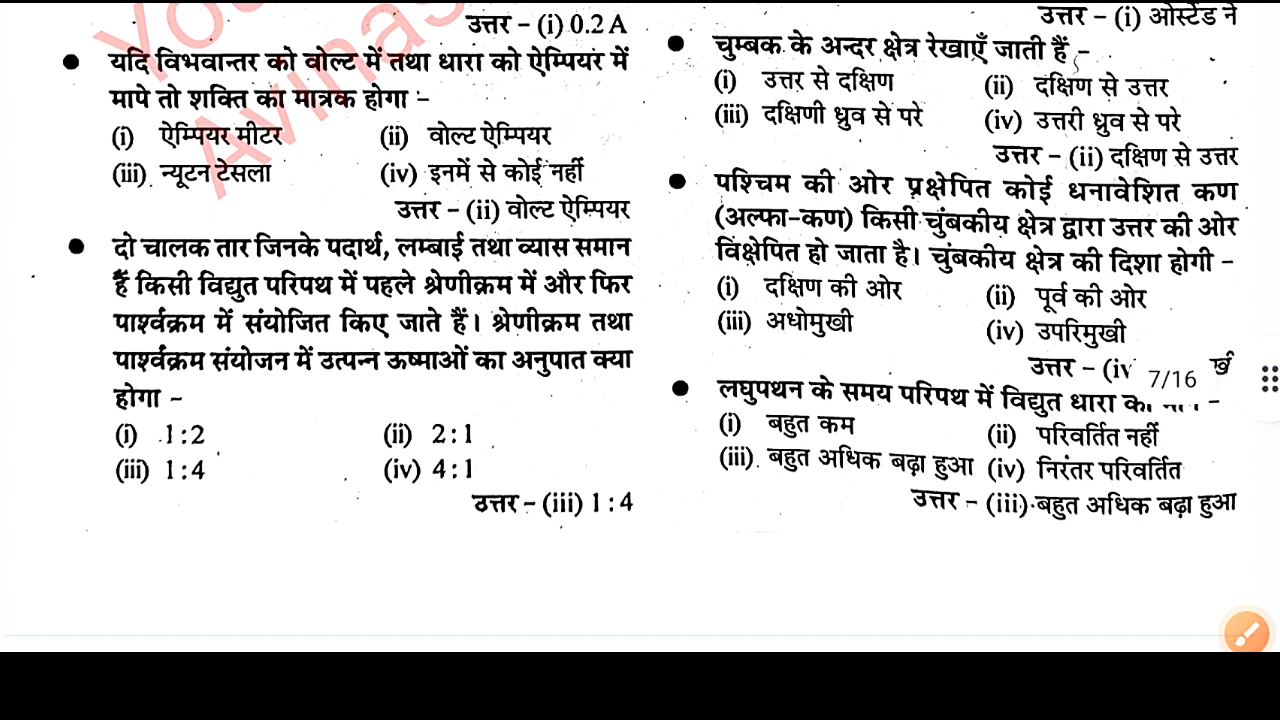 उत्तर – (i) 0.2 A
● यदि विभवान्तर को वोल्ट में तथा धारा को ऐम्पियर में
मापे तो शक्ति का मात्रक होगा –
(i) ऐम्पियर मीटर (ii) वोल्ट ऐम्पियर
(iii) न्यूटन टेसला (iv) इनमें से कोई नहीं
उत्तर – (ii) वोल्ट ऐम्पियर
● दो चालक तार जिनके पदार्थ, लम्बाई तथा व्यास समान
हैं किसी विद्युत परिपथ में पहले श्रेणीक्रम में और फिर
पार्श्वक्रम में संयोजित किए जाते हैं। श्रेणीक्रम तथा
पार्श्वक्रम संयोजन में उत्पन्न ऊष्माओं का अनुपात क्या
होगा –
(i) 1 : 2 (ii) 2 : 1
(iii) 1 : 4 (iv) 4 : 1
उत्तर – (iii) 1 : 4
उत्तर – (i) ओर्स्टेड ने
● चुम्बक के अन्दर क्षेत्र रेखाएँ जाती हैं –
(i) उत्तर से दक्षिण (ii) दक्षिण से उत्तर
(iii) दक्षिणी ध्रुव से परे (iv) उत्तरी ध्रुव से परे
उत्तर – (ii) दक्षिण से उत्तर
● पश्चिम की ओर प्रक्षेपित कोई धनावेशित कण
(अल्फा-कण) किसी चुंबकीय क्षेत्र द्वारा उत्तर की ओर
विक्षेपित हो जाता है। चुंबकीय क्षेत्र की दिशा होगी –
(i) दक्षिण की ओर (ii) पूर्व की ओर
(iii) अधोमुखी (iv) उपरिमुखी
उत्तर – (iv
7/16
● लघुपथन के समय परिपथ में विद्युत धारा का –
(i) बहुत कम (ii) परिवर्तित नहीं
(iii) बहुत अधिक बढ़ा हुआ (iv) निरंतर परिवर्तित
उत्तर – (iii) बहुत अधिक बढ़ा हुआ